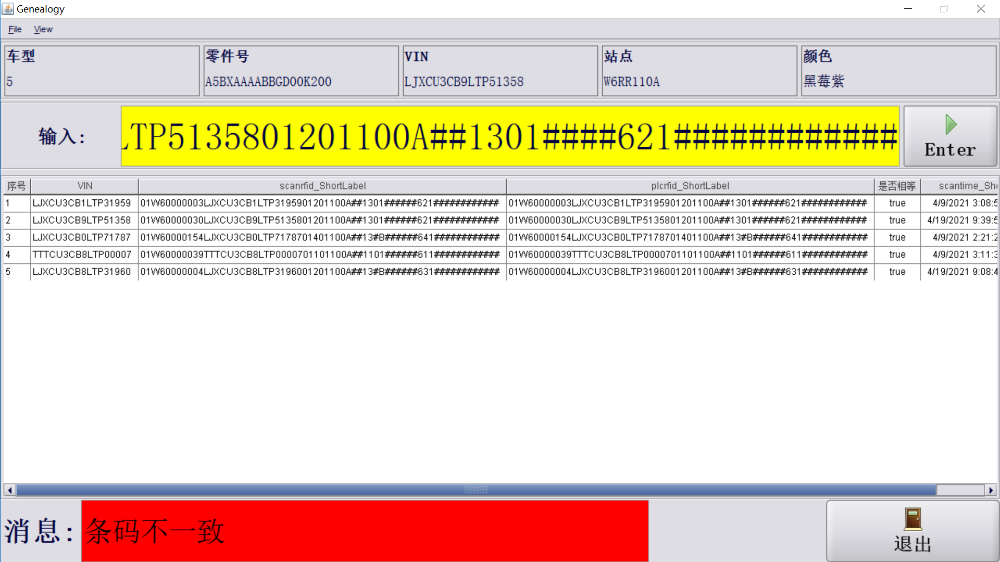 Genealogy
File View
车型 零件号 VIN 站点 颜色
5 A5BXAAAABBGD00K200 LJXCU3CB9LTP51358 W6RR110A 黑莓紫
输入: LTP5135801201100A##1301####621############ Enter
序号 VIN scanrfid_ShortLabel plcrfid_ShortLabel 是否相等 scantime_Sho
1 LJXCU3CB1LTP31959 01W60000003LJXCU3CB1LTP3195901201100A##1301######621############ 01W60000003LJXCU3CB1LTP3195901201100A##1301######621############ true 4/9/2021 3:08:5
2 LJXCU3CB9LTP51358 01W60000030LJXCU3CB9LTP5135801201100A##1301######621############ 01W60000030LJXCU3CB9LTP5135801201100A##1301######621############ true 4/19/2021 9:39:5
3 LJXCU3CB0LTP71787 01W60000154LJXCU3CB0LTP7178701401100A##13#B######641############ 01W60000154LJXCU3CB0LTP7178701401100A##13#B######641############ true 4/9/2021 2:21:2
4 TTTCU3CB8LTP00007 01W60000039TTTCU3CB8LTP0000701101100A##1101######611############ 01W60000039TTTCU3CB8LTP0000701101100A##1101######611############ true 4/9/2021 3:11:3
5 LJXCU3CB8LTP31960 01W60000004LJXCU3CB8LTP3196001201100A##13#B######631############ 01W60000004LJXCU3CB8LTP3196001201100A##13#B######631############ true 4/19/2021 9:08:4
消息: 条码不一致 退出